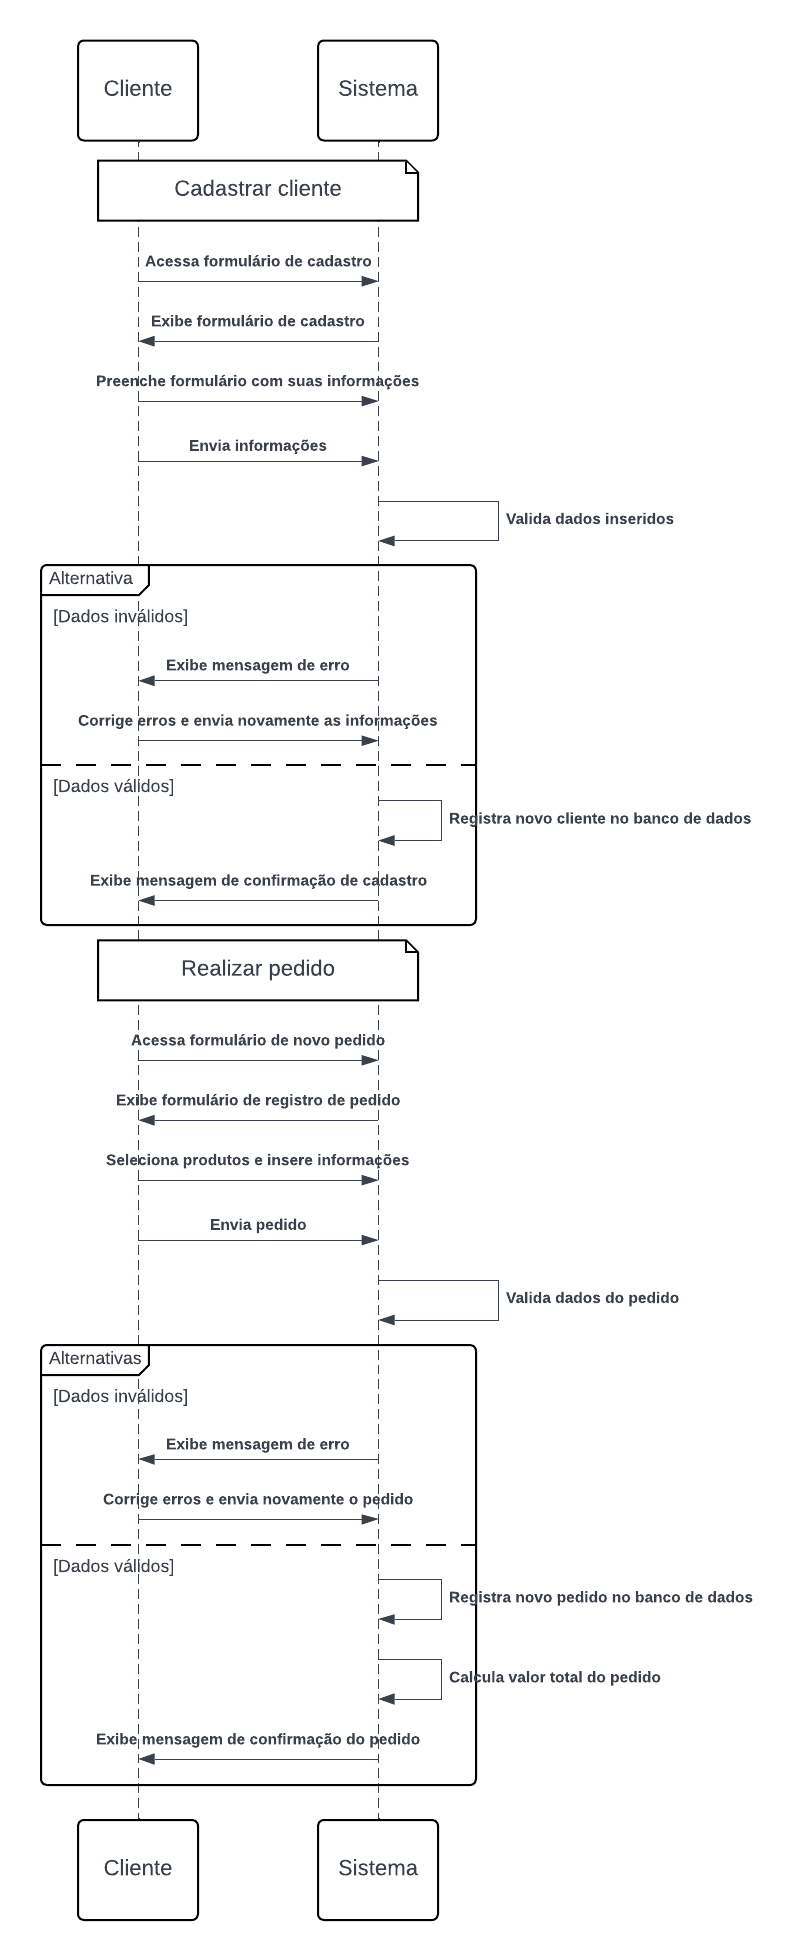 Cliente
Sistema
Cadastrar cliente
Acessa formulário de cadastro
Exibe formulário de cadastro
Preenche formulário com suas informações
Envia informações
Valida dados inseridos
Alternativa
[Dados inválidos]
Exibe mensagem de erro
Corrige erros e envia novamente as informações
[Dados válidos]
Registra novo cliente no banco de dados
Exibe mensagem de confirmação de cadastro
Realizar pedido
Acessa formulário de novo pedido
Exibe formulário de registro de pedido
Seleciona produtos e insere informações
Envia pedido
Valida dados do pedido
Alternativas
[Dados inválidos]
Exibe mensagem de erro
Corrige erros e envia novamente o pedido
[Dados válidos]
Registra novo pedido no banco de dados
Calcula valor total do pedido
Exibe mensagem de confirmação do pedido
Cliente
Sistema